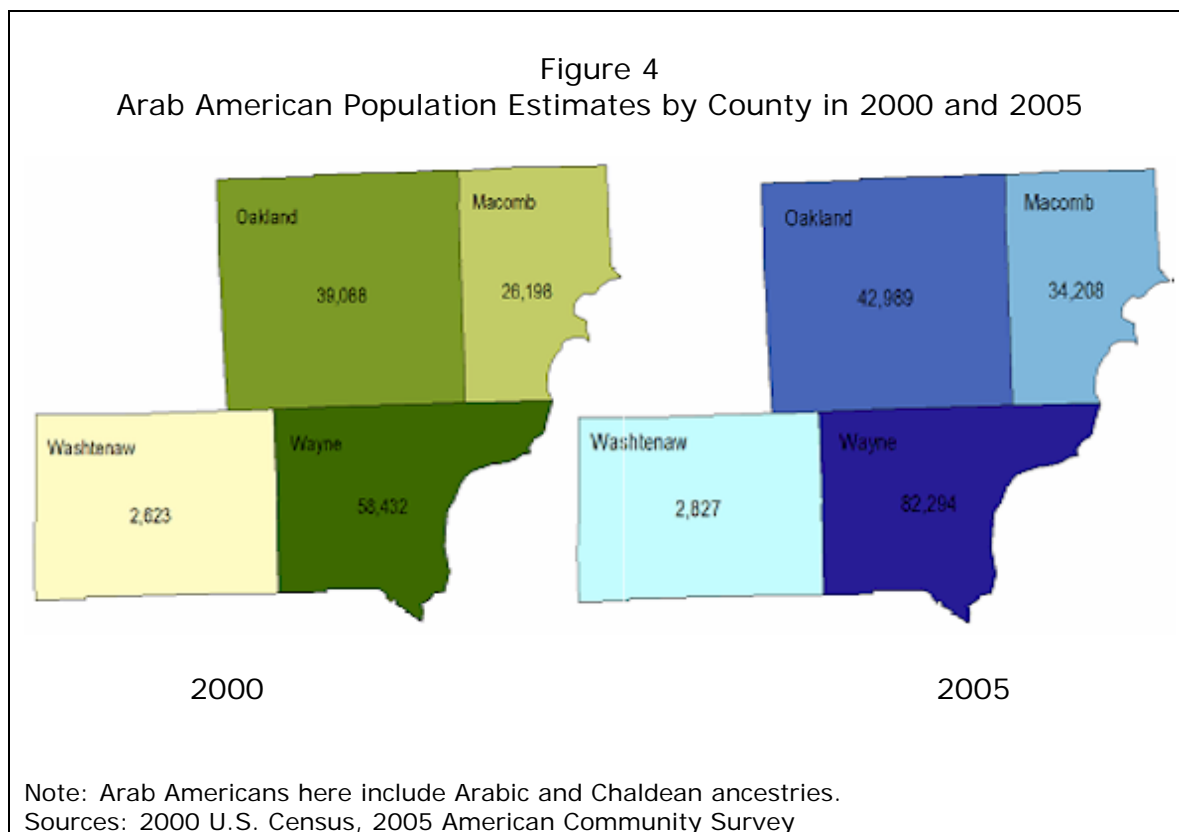 Figure 4
Arab American Population Estimates by County in 2000 and 2005
Oakland
39,088
Macomb
26,198
Washtenaw
2,623
Wayne
58,432
Oakland
42,989
Macomb
34,208
Washtenaw
2,827
Wayne
82,294
2000
2005
Note: Arab Americans here include Arabic and Chaldean ancestries.
Sources: 2000 U.S. Census, 2005 American Community Survey